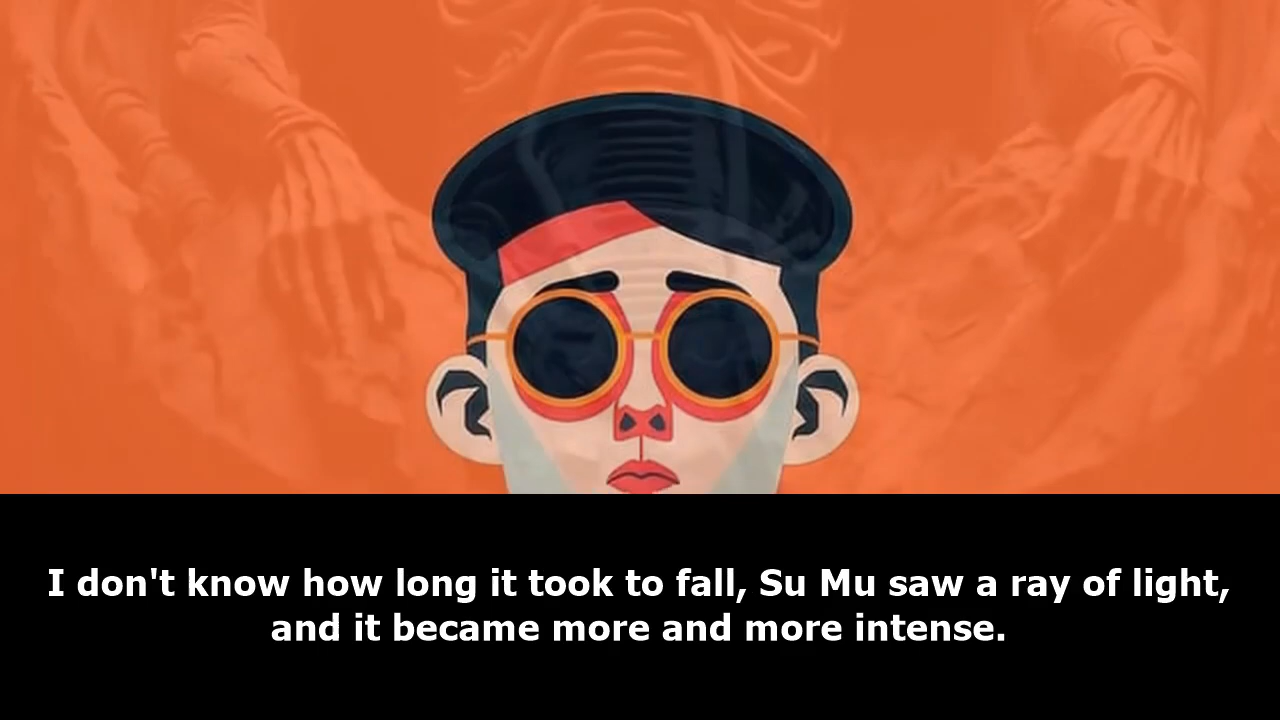 I don't know how long it took to fall, Su Mu saw a ray of light,
and it became more and more intense.